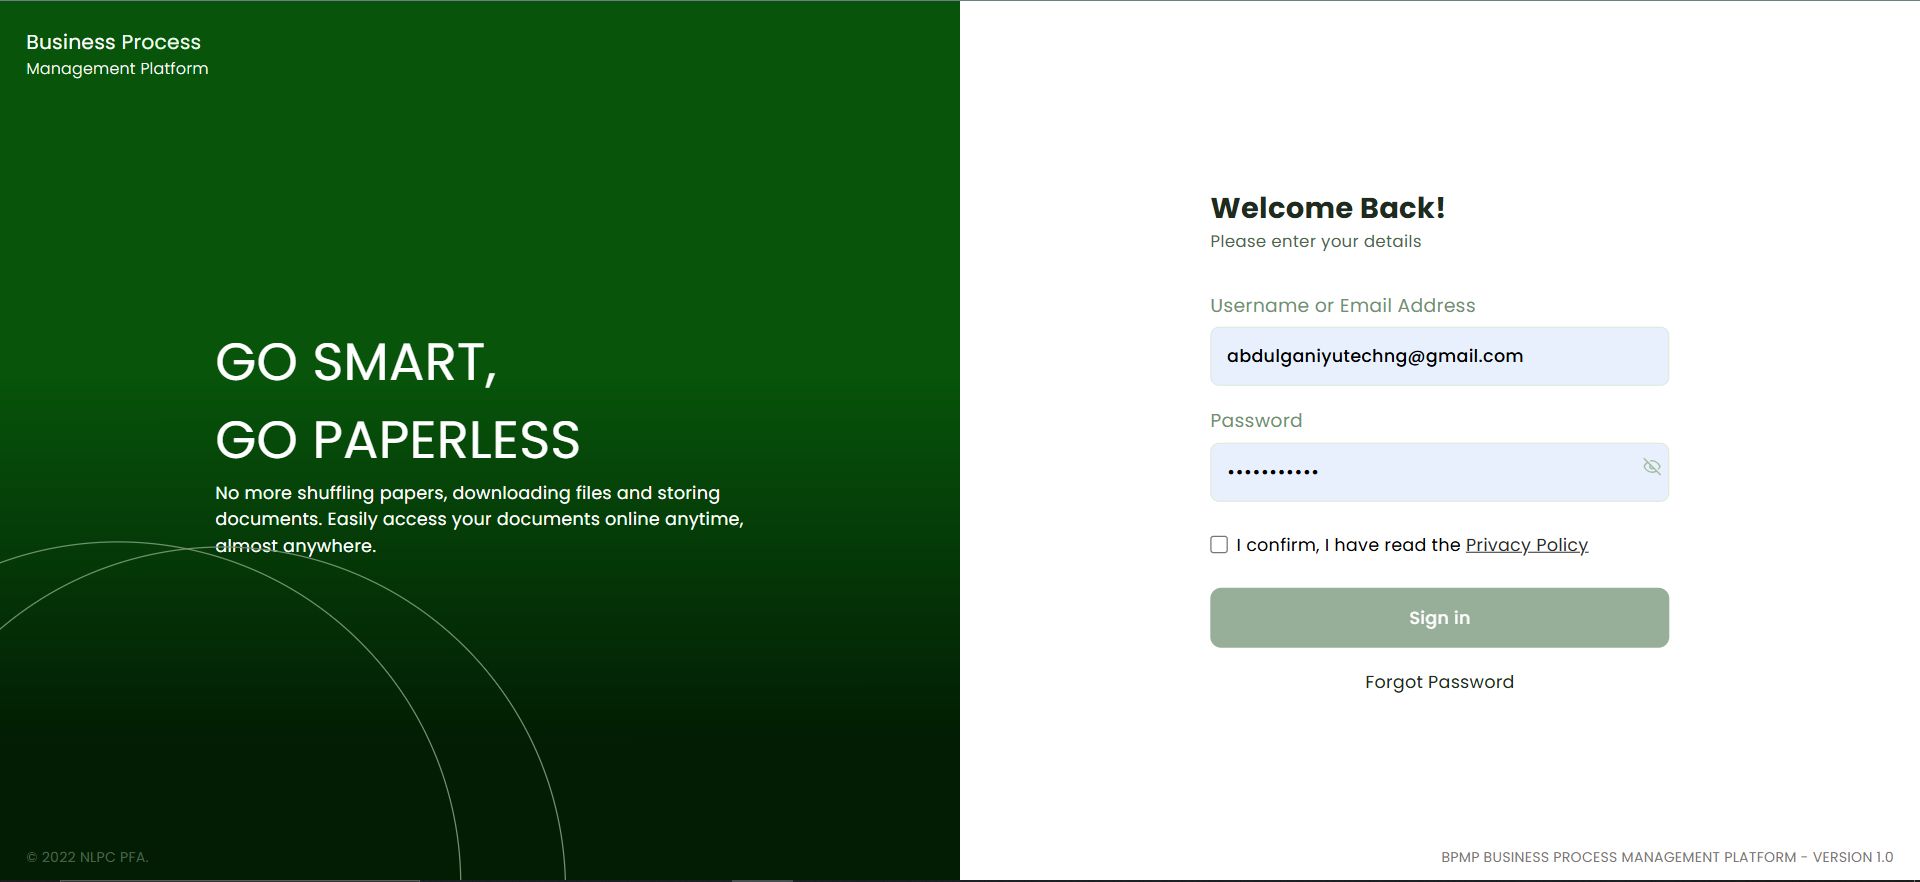 Business Process
Management Platform
GO SMART,
GO PAPERLESS
No more shuffling papers, downloading files and storing
documents. Easily access your documents online anytime,
almost anywhere.
© 2022 NLPC PFA.
Welcome Back!
Please enter your details
Username or Email Address
abdulganiyutechng@gmail.com
Password
•••••••••••
I confirm, I have read the Privacy Policy
Sign in
Forgot Password
BPMP BUSINESS PROCESS MANAGEMENT PLATFORM - VERSION 1.0